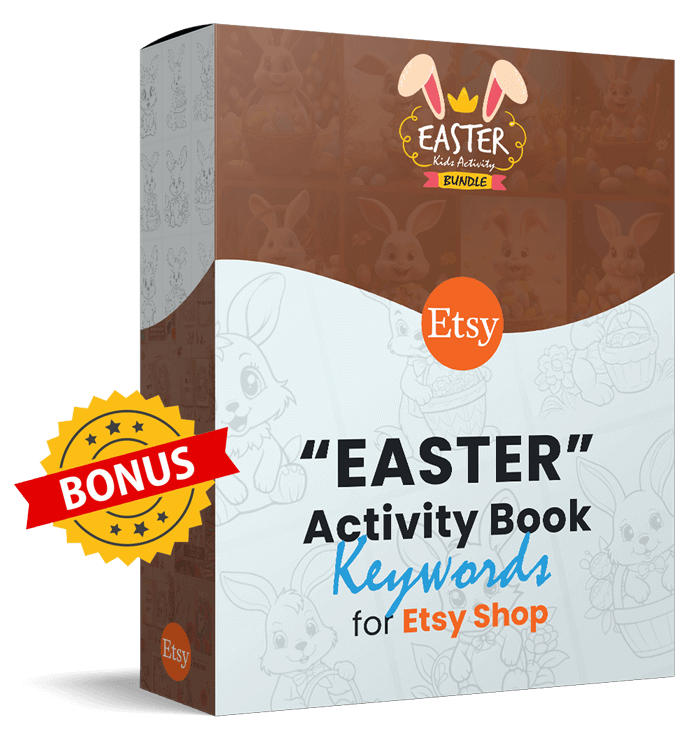 EASTER
Kids Activity
BUNDLE
Etsy
"EASTER"
Activity Book
Keywords
for Etsy Shop
BONUS
Etsy